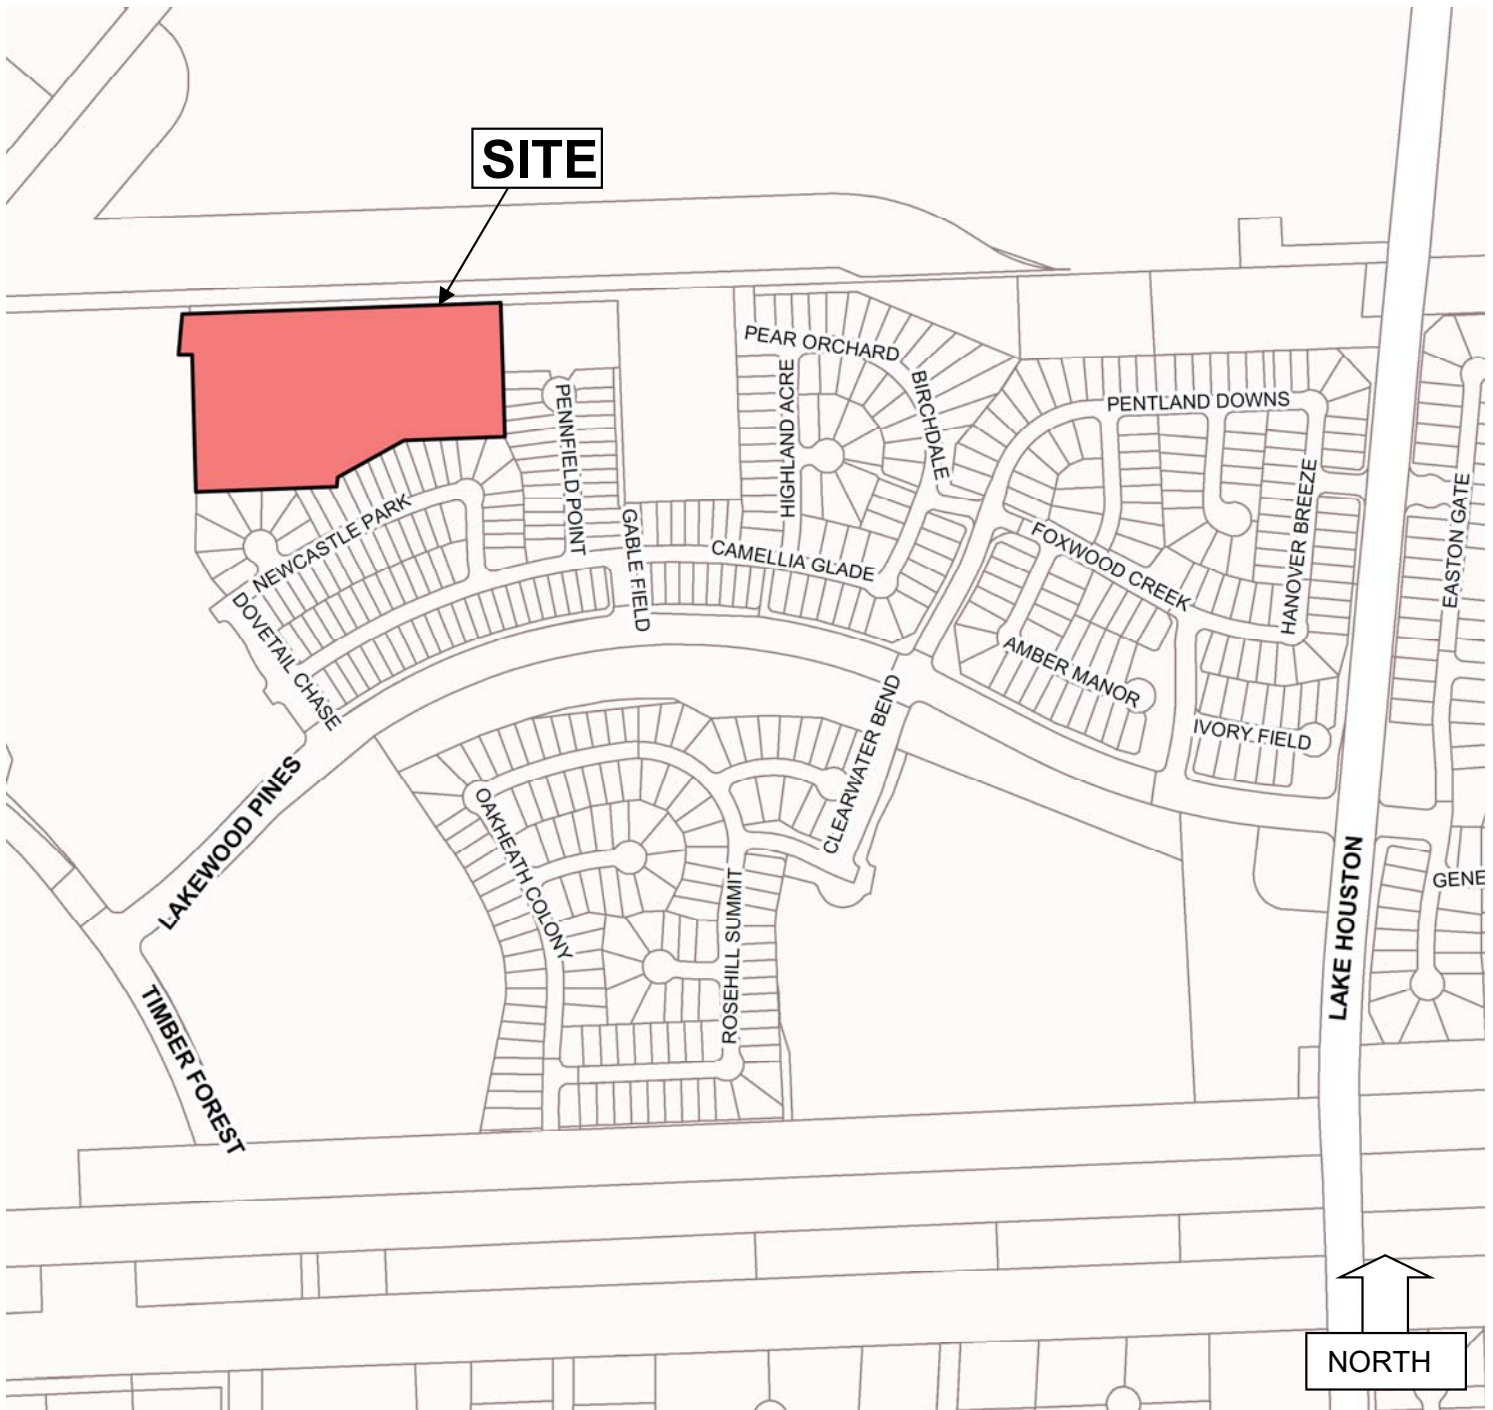 SITE
PEAR ORCHARD
HIGHLAND ACRE
BIRCHDALE
PENTLAND DOWNS
PENNFIELD POINT
HANOVER BREEZE
EASTON GATE
NEWCASTLE PARK
GABLE FIELD
CAMELLIA GLADE
FOXWOOD CREEK
DOVETAIL CHASE
AMBER MANOR
CLEARWATER BEND
IVORY FIELD
LAKEWOOD PINES
OAKHEATH COLONY
ROSEHILL SUMMIT
LAKE HOUSTON
GENE
TIMBER FOREST
NORTH